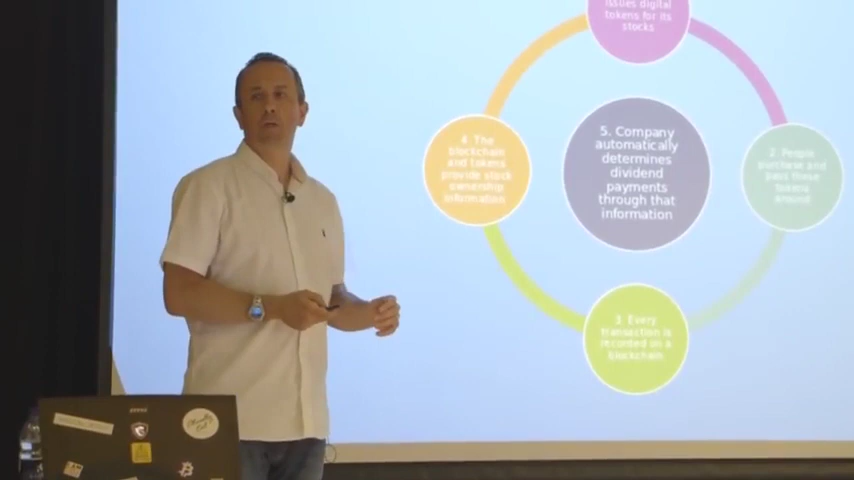 issues digital
tokens for its
stocks
2. People
purchase and
pass these
tokens
around
3. Every
transaction is
recorded on a
blockchain
4. The
blockchain
and tokens
provide stock
ownership
information
5. Company
automatically
determines
dividend
payments
through that
information
msi